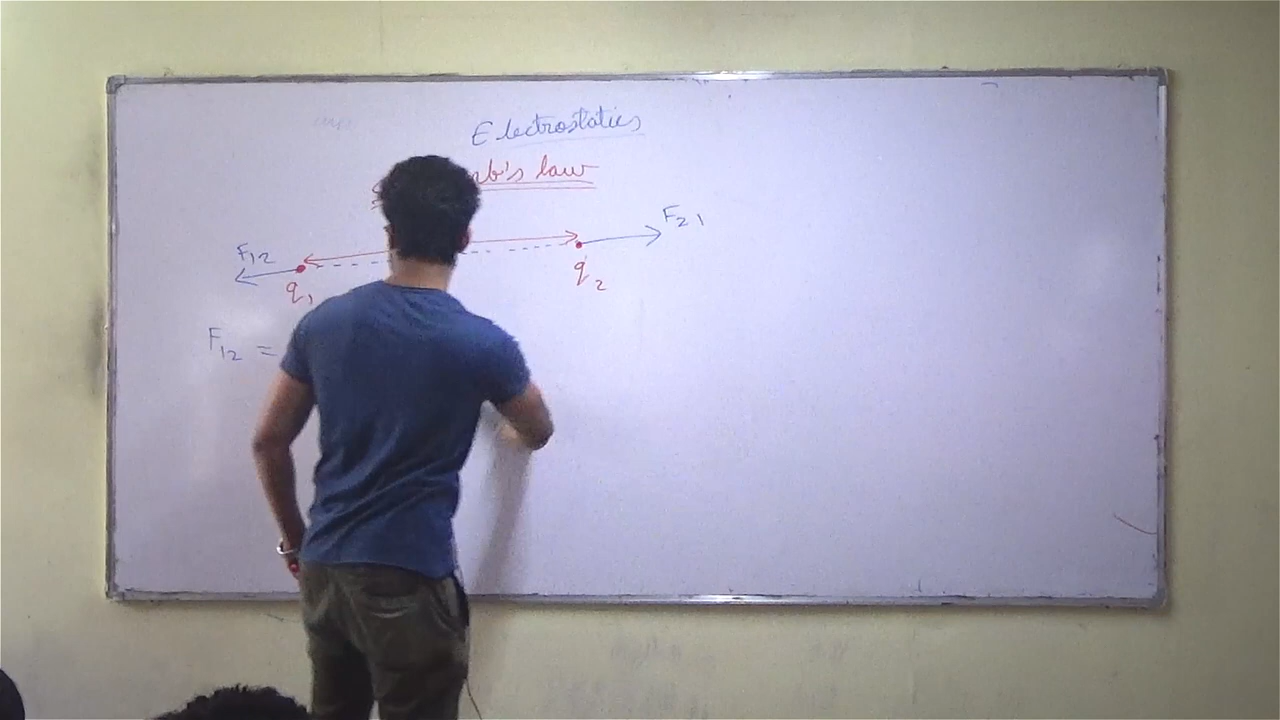 Electrostatics
law
F₁₂ F₂₁
q₁ q₂
F₁₂ =